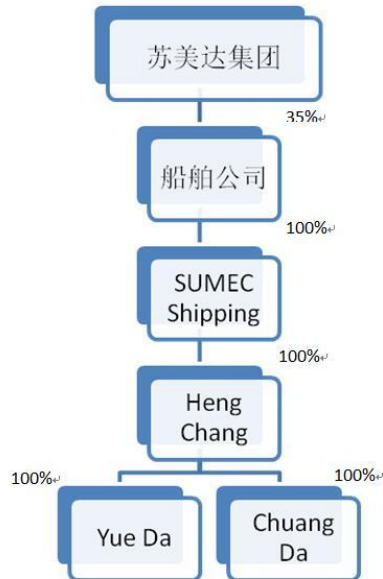 苏美达集团
35%↵
船舶公司
100%↵
SUMEC
Shipping
100%↵
Heng
Chang
100%↵
100%↵
Yue Da
Chuang
Da